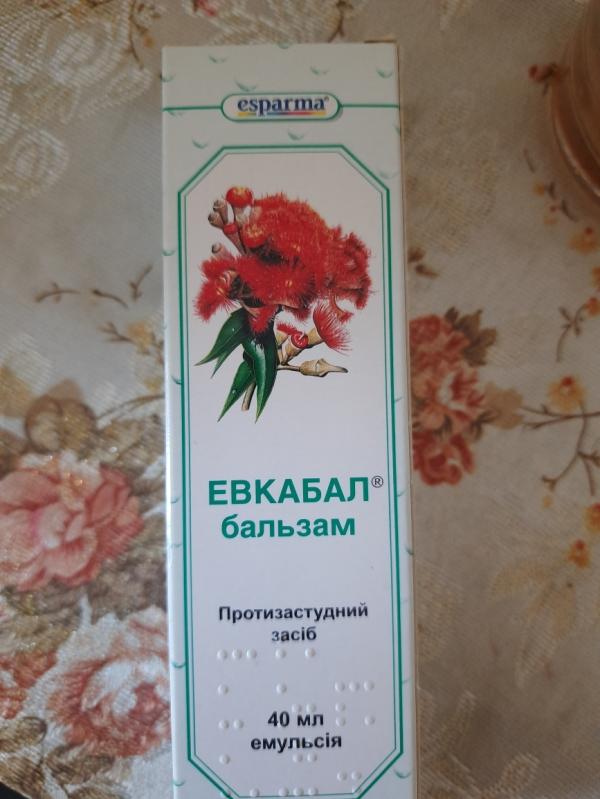 esparma®
ЕВКАБАЛ®
бальзам
Протизастудний
засіб
40 мл
емульсія